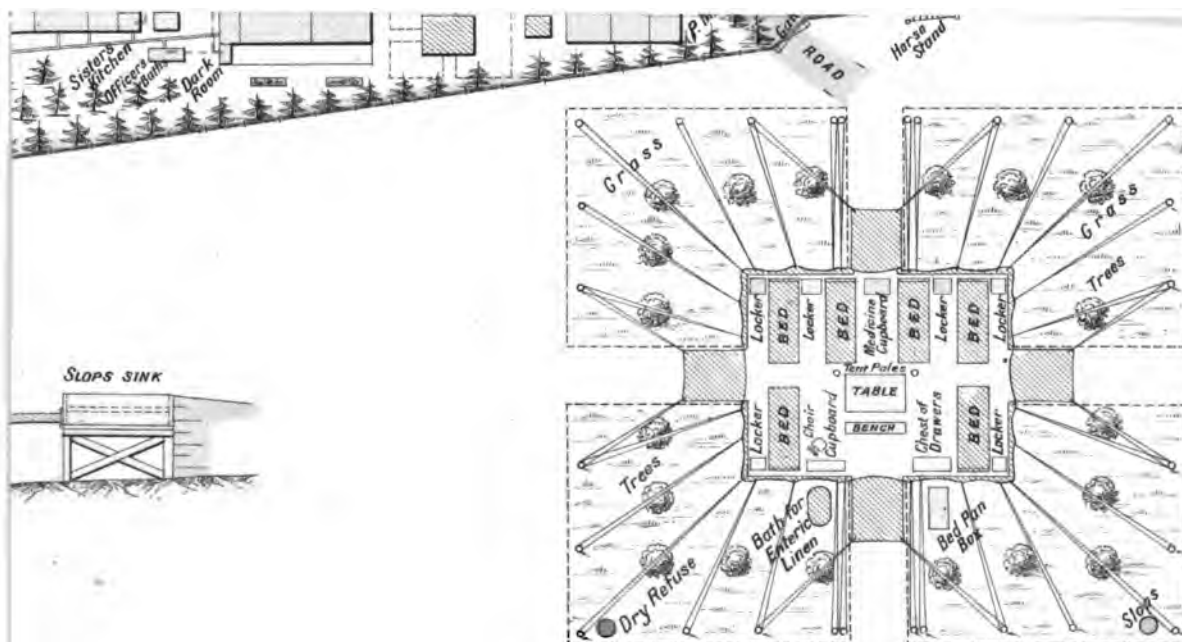 Sisters
Kitchen
Officers
Baths
Dark
Room
P.M.
ROAD
Horse
Stand
Grass
Grass
Trees
Locker
BED
Locker
BED
Medicine
Cupboard
BED
Locker
BED
Locker
Tent Poles
TABLE
BENCH
Locker
BED
Chair
Cupboard
Chest of
Drawers
BED
Locker
SLOPS SINK
Trees
Bath for
Enteric
Linen
Bed Pan
Box
Dry Refuse
Slops